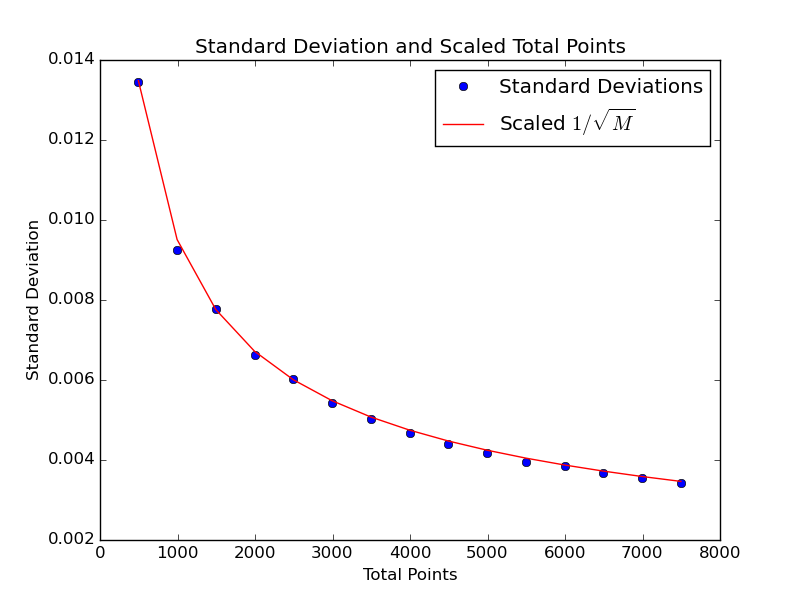 Standard Deviation and Scaled Total Points
0.014
0.012
0.010
0.008
0.006
0.004
0.002
Standard Deviation
Standard Deviations
Scaled 1/√M
0 1000 2000 3000 4000 5000 6000 7000 8000
Total Points